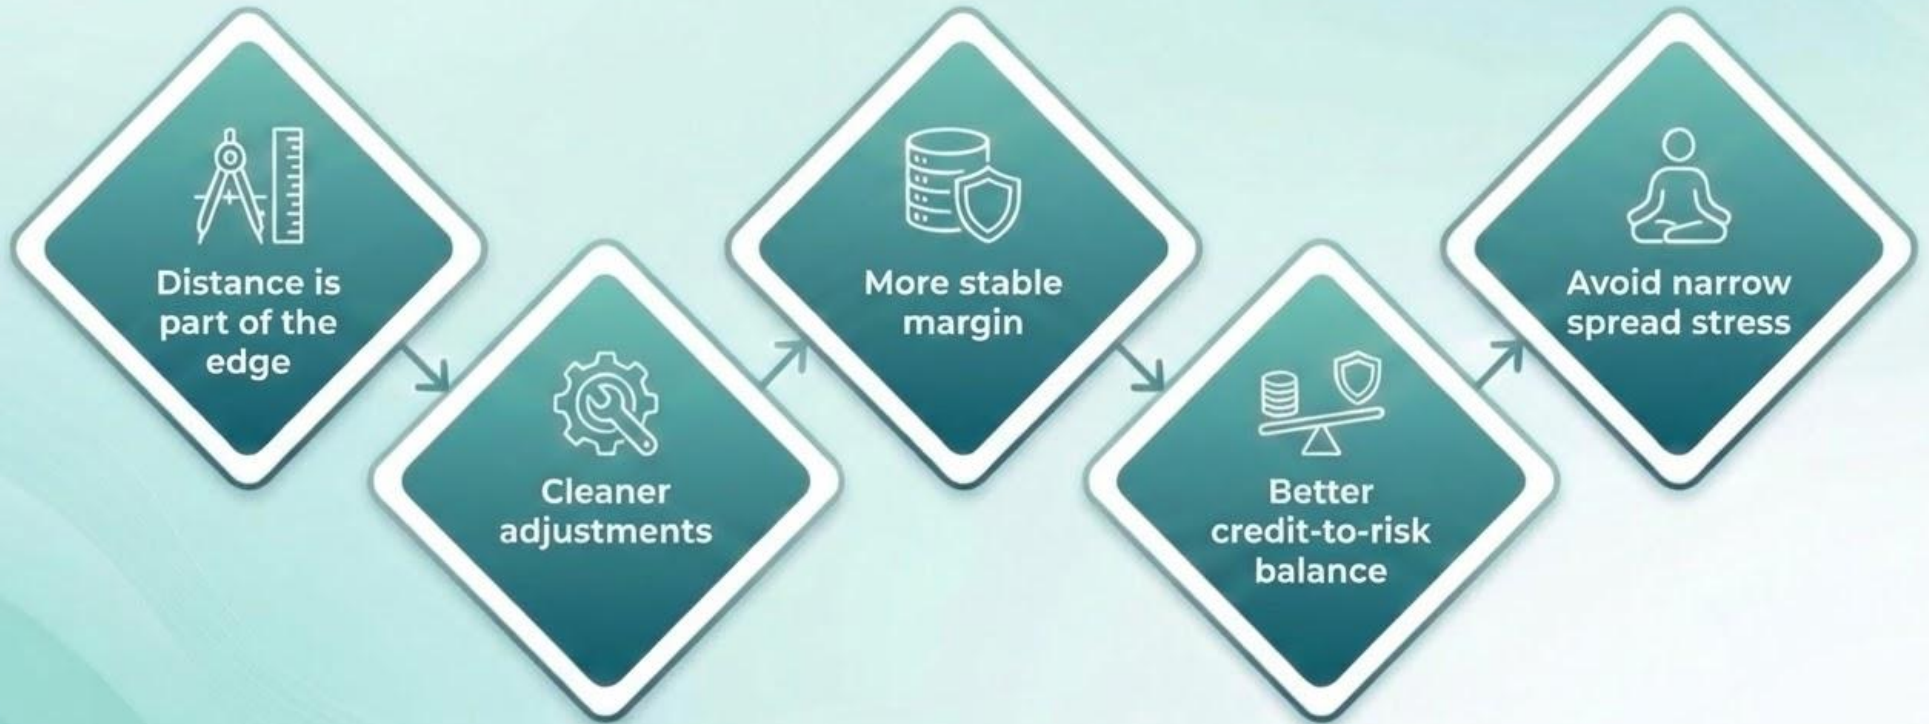 Distance is
part of the
edge
Cleaner
adjustments
More stable
margin
Better
credit-to-risk
balance
Avoid narrow
spread stress